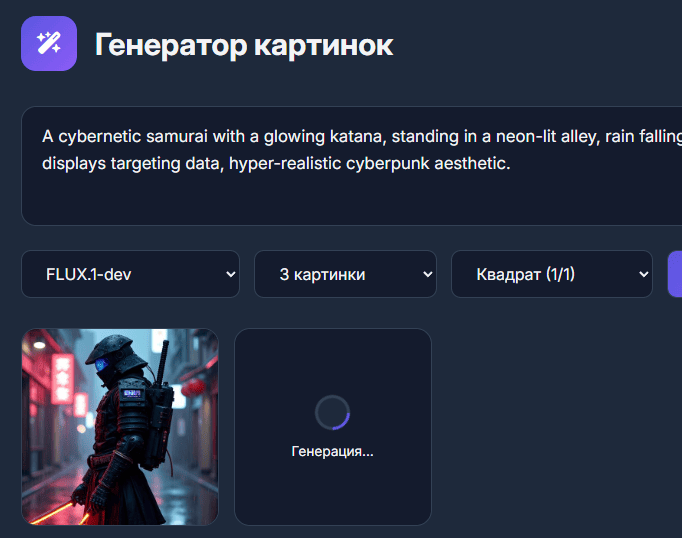 Генератор картинок
A cybernetic samurai with a glowing katana, standing in a neon-lit alley, rain falling
displays targeting data, hyper-realistic cyberpunk aesthetic.
FLUX.1-dev
3 картинки
Квадрат (1/1)
Генерация...